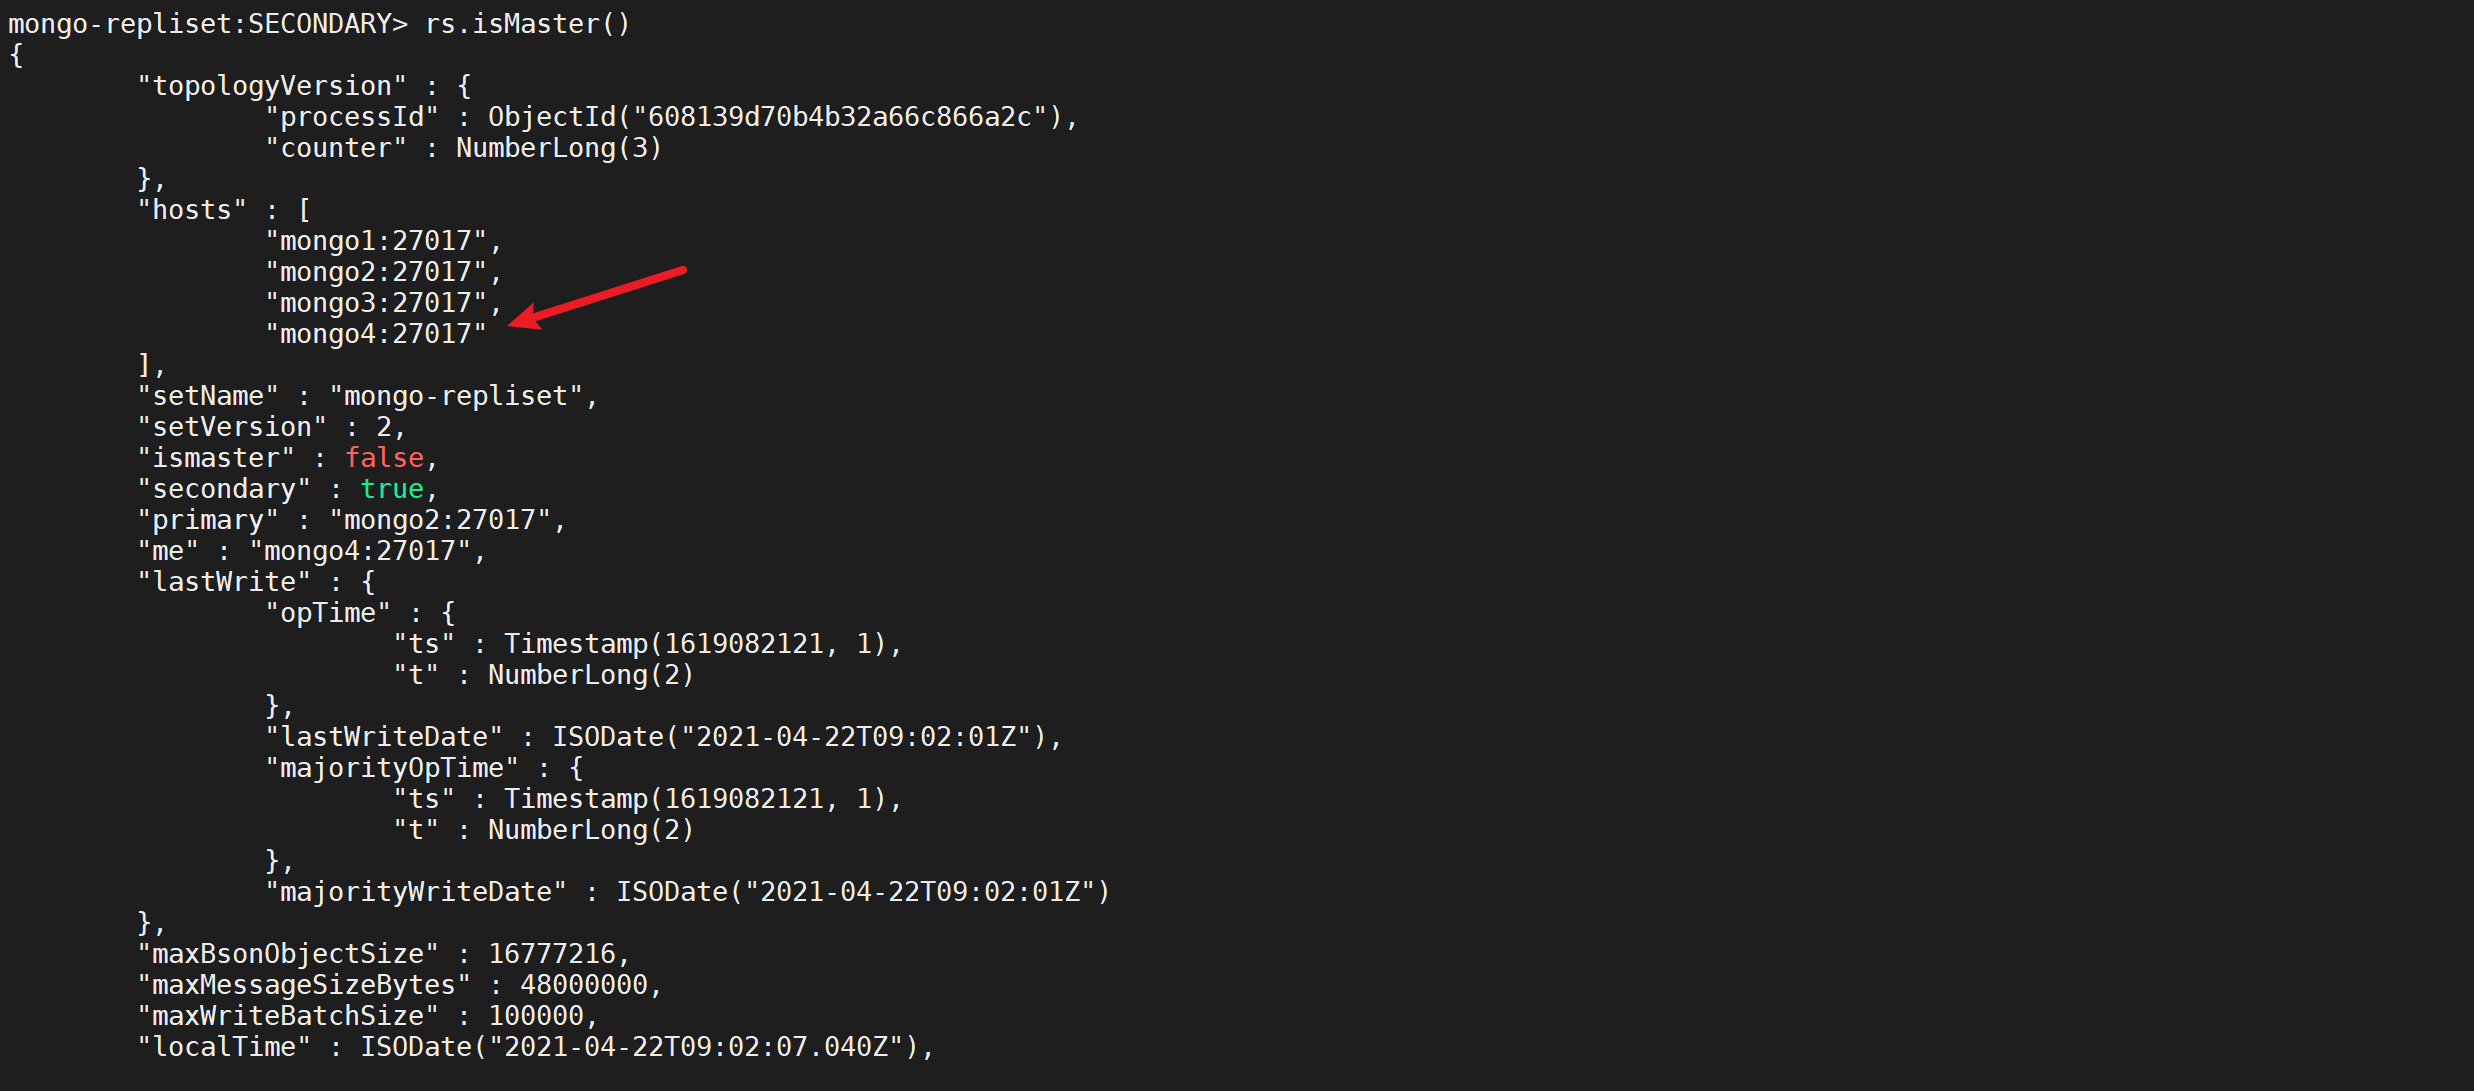 mongo-repliset:SECONDARY> rs.isMaster()
{
        "topologyVersion" : {
                "processId" : ObjectId("608139d70b4b32a66c866a2c"),
                "counter" : NumberLong(3)
        },
        "hosts" : [
                "mongo1:27017",
                "mongo2:27017",
                "mongo3:27017",
                "mongo4:27017"
        ],
        "setName" : "mongo-repliset",
        "setVersion" : 2,
        "ismaster" : false,
        "secondary" : true,
        "primary" : "mongo2:27017",
        "me" : "mongo4:27017",
        "lastWrite" : {
                "opTime" : {
                        "ts" : Timestamp(1619082121, 1),
                        "t" : NumberLong(2)
                },
                "lastWriteDate" : ISODate("2021-04-22T09:02:01Z"),
                "majorityOpTime" : {
                        "ts" : Timestamp(1619082121, 1),
                        "t" : NumberLong(2)
                },
                "majorityWriteDate" : ISODate("2021-04-22T09:02:01Z")
        },
        "maxBsonObjectSize" : 16777216,
        "maxMessageSizeBytes" : 48000000,
        "maxWriteBatchSize" : 100000,
        "localTime" : ISODate("2021-04-22T09:02:07.040Z"),